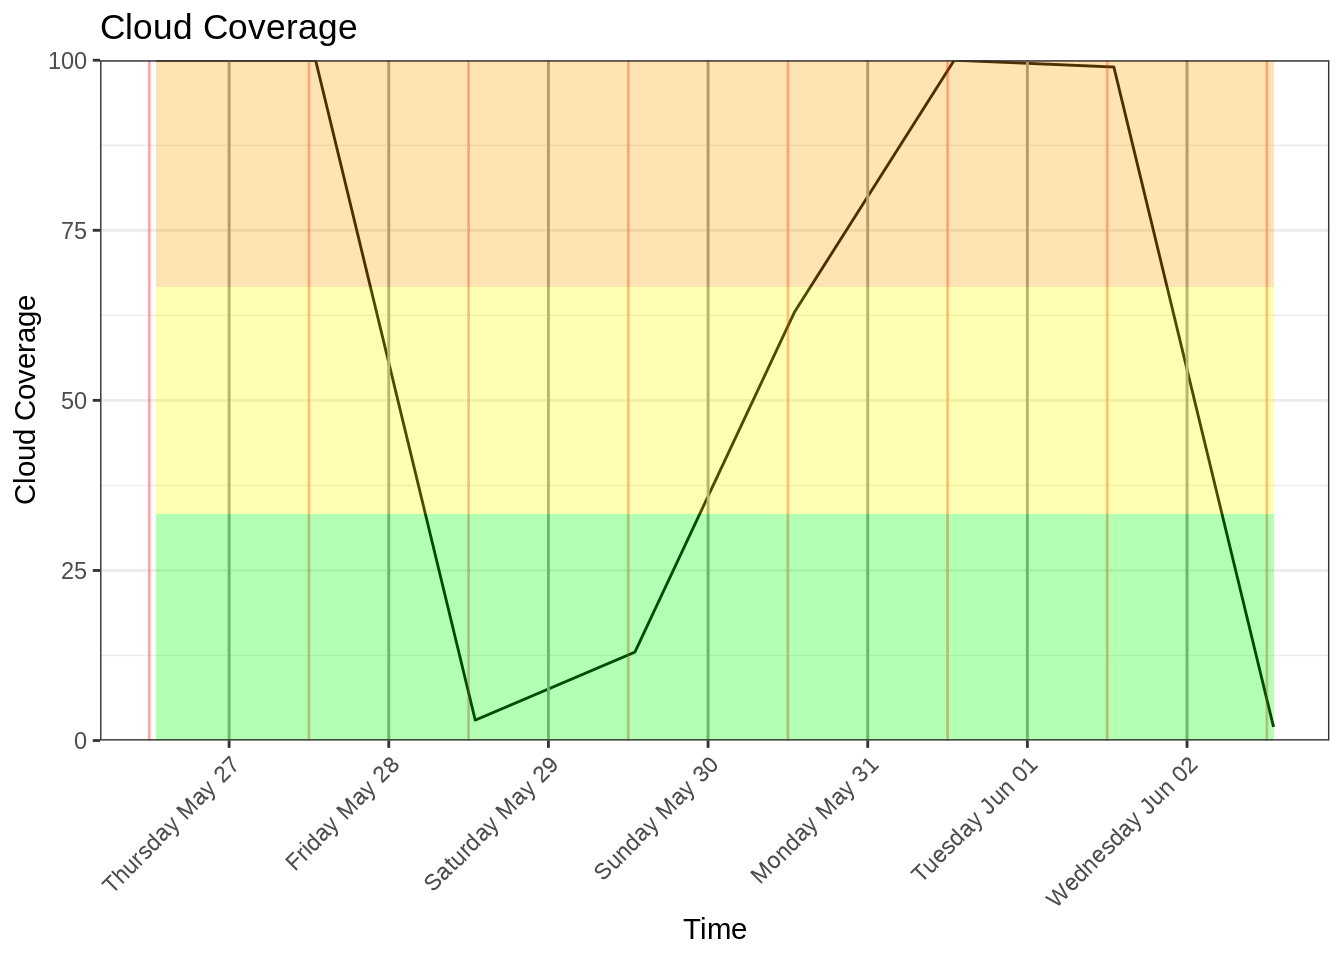 Cloud Coverage
100
75
50
25
0
Cloud Coverage
Thursday May 27
Friday May 28
Saturday May 29
Sunday May 30
Monday May 31
Tuesday Jun 01
Wednesday Jun 02
Time